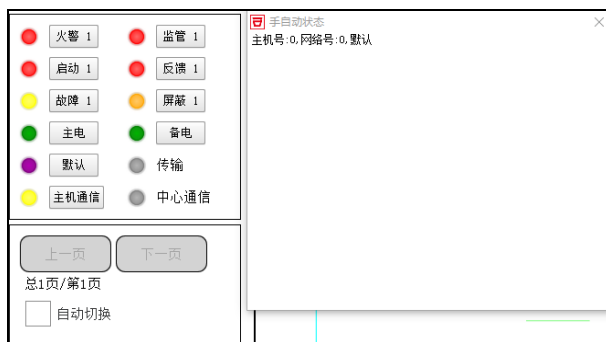 火警 1
监管 1
启动 1
反馈 1
故障 1
屏蔽 1
主电
备电
默认
传输
主机通信
中心通信
上一页
下一页
总1页/第1页
自动切换
手自动状态
主机号:0,网络号:0,默认